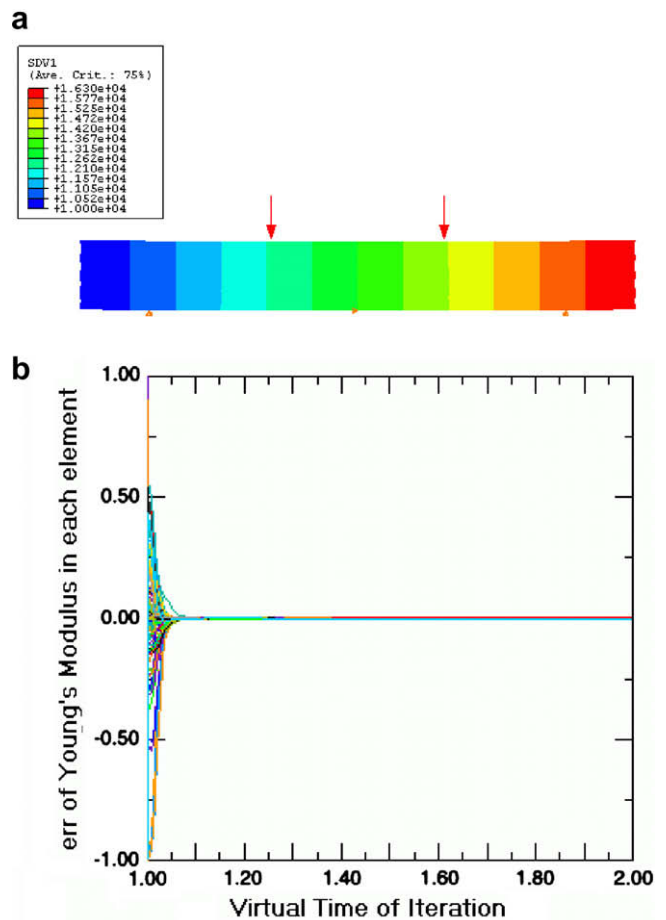 a
SDV1
(Ave. Crit.: 75%)
+1.630e+04
+1.577e+04
+1.525e+04
+1.472e+04
+1.420e+04
+1.367e+04
+1.315e+04
+1.262e+04
+1.210e+04
+1.157e+04
+1.105e+04
+1.052e+04
+1.000e+04
b
err of Young's Modulus in each element
1.00
0.50
0.00
-0.50
-1.00
1.00 1.20 1.40 1.60 1.80 2.00
Virtual Time of Iteration